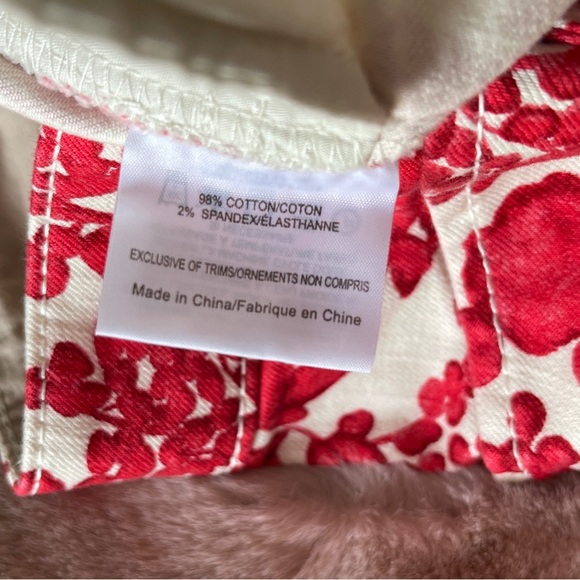 98% COTTON/COTON
2% SPANDEX/ÉLASTHANNE
EXCLUSIVE OF TRIMS/ORNEMENTS NON COMPRIS
Made in China/Fabrique en Chine